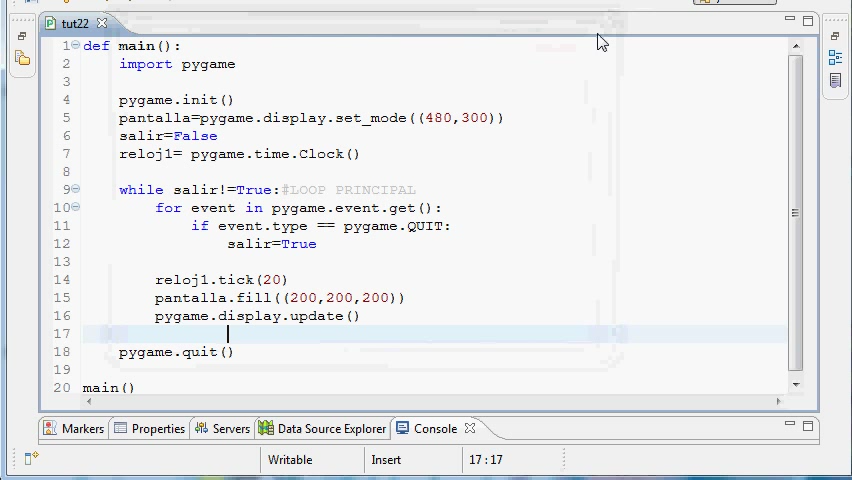 tut22
1 def main():
2     import pygame
3
4     pygame.init()
5     pantalla=pygame.display.set_mode((480,300))
6     salir=False
7     reloj1= pygame.time.Clock()
8
9     while salir!=True:#LOOP PRINCIPAL
10         for event in pygame.event.get():
11             if event.type == pygame.QUIT:
12                 salir=True
13
14         reloj1.tick(20)
15         pantalla.fill((200,200,200))
16         pygame.display.update()
17
18     pygame.quit()
19
20 main()
Markers Properties Servers Data Source Explorer Console
Writable Insert 17:17